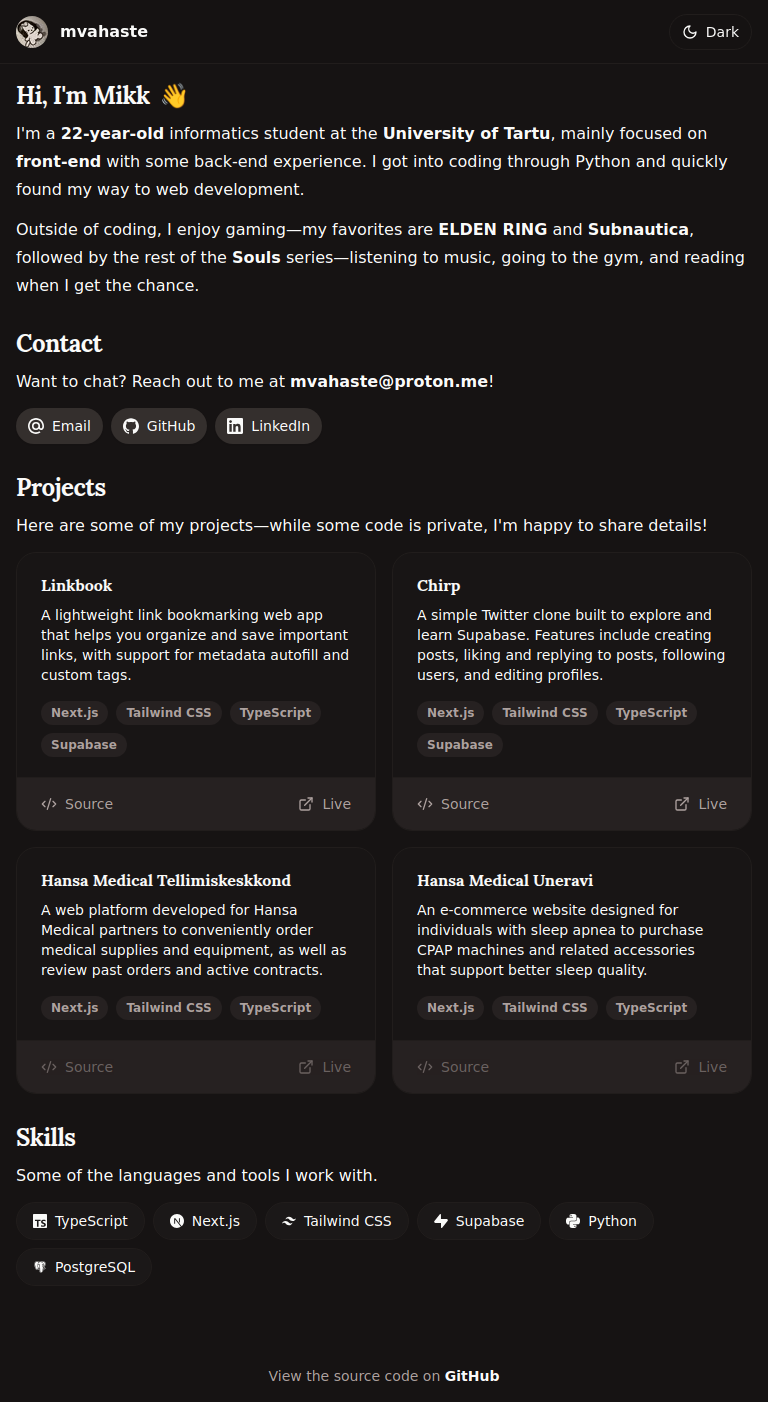 mvahaste
Dark
Hi, I'm Mikk 👋
I'm a 22-year-old informatics student at the University of Tartu, mainly focused on
front-end with some back-end experience. I got into coding through Python and quickly
found my way to web development.
Outside of coding, I enjoy gaming—my favorites are ELDEN RING and Subnautica,
followed by the rest of the Souls series—listening to music, going to the gym, and reading
when I get the chance.
Contact
Want to chat? Reach out to me at mvahaste@proton.me!
Email GitHub LinkedIn
Projects
Here are some of my projects—while some code is private, I'm happy to share details!
Linkbook
A lightweight link bookmarking web app
that helps you organize and save important
links, with support for metadata autofill and
custom tags.
Next.js Tailwind CSS TypeScript
Supabase
Source Live
Chirp
A simple Twitter clone built to explore and
learn Supabase. Features include creating
posts, liking and replying to posts, following
users, and editing profiles.
Next.js Tailwind CSS TypeScript
Supabase
Source Live
Hansa Medical Tellimiskeskkond
A web platform developed for Hansa
Medical partners to conveniently order
medical supplies and equipment, as well as
review past orders and active contracts.
Next.js Tailwind CSS TypeScript
Source Live
Hansa Medical Uneravi
An e-commerce website designed for
individuals with sleep apnea to purchase
CPAP machines and related accessories
that support better sleep quality.
Next.js Tailwind CSS TypeScript
Source Live
Skills
Some of the languages and tools I work with.
TypeScript Next.js Tailwind CSS Supabase Python
PostgreSQL
View the source code on GitHub